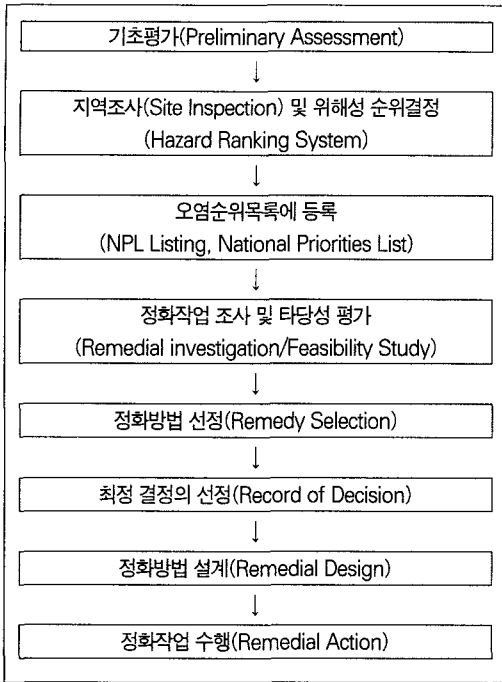 기초평가(Preliminary Assessment)
↓
지역조사(Site Inspection) 및 위해성 순위결정
(Hazard Ranking System)
↓
오염순위목록에 등록
(NPL Listing, National Priorities List)
↓
정화작업 조사 및 타당성 평가
(Remedial investigation/Feasibility Study)
↓
정화방법 선정(Remedy Selection)
↓
최정 결정의 선정(Record of Decision)
↓
정화방법 설계(Remedial Design)
↓
정화작업 수행(Remedial Action)